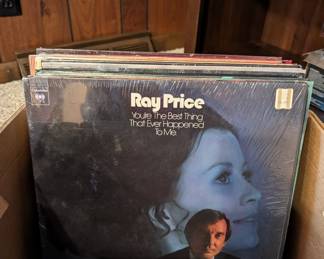 Ray Price
You're The Best Thing
That Ever Happened
To Me.